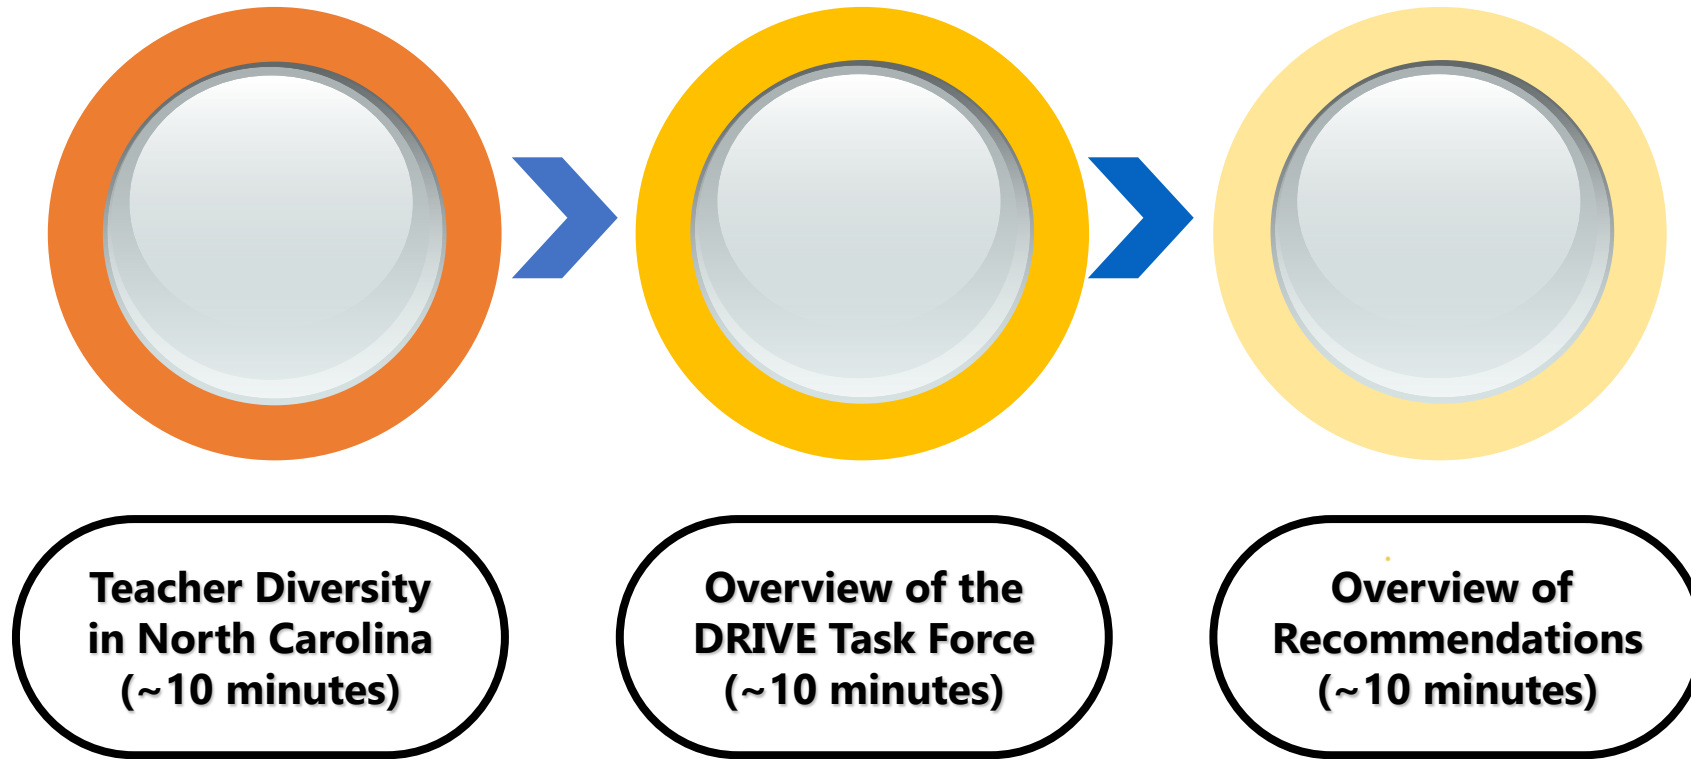 Teacher Diversity
in North Carolina
(~10 minutes)
Overview of the
DRIVE Task Force
(~10 minutes)
Overview of
Recommendations
(~10 minutes)